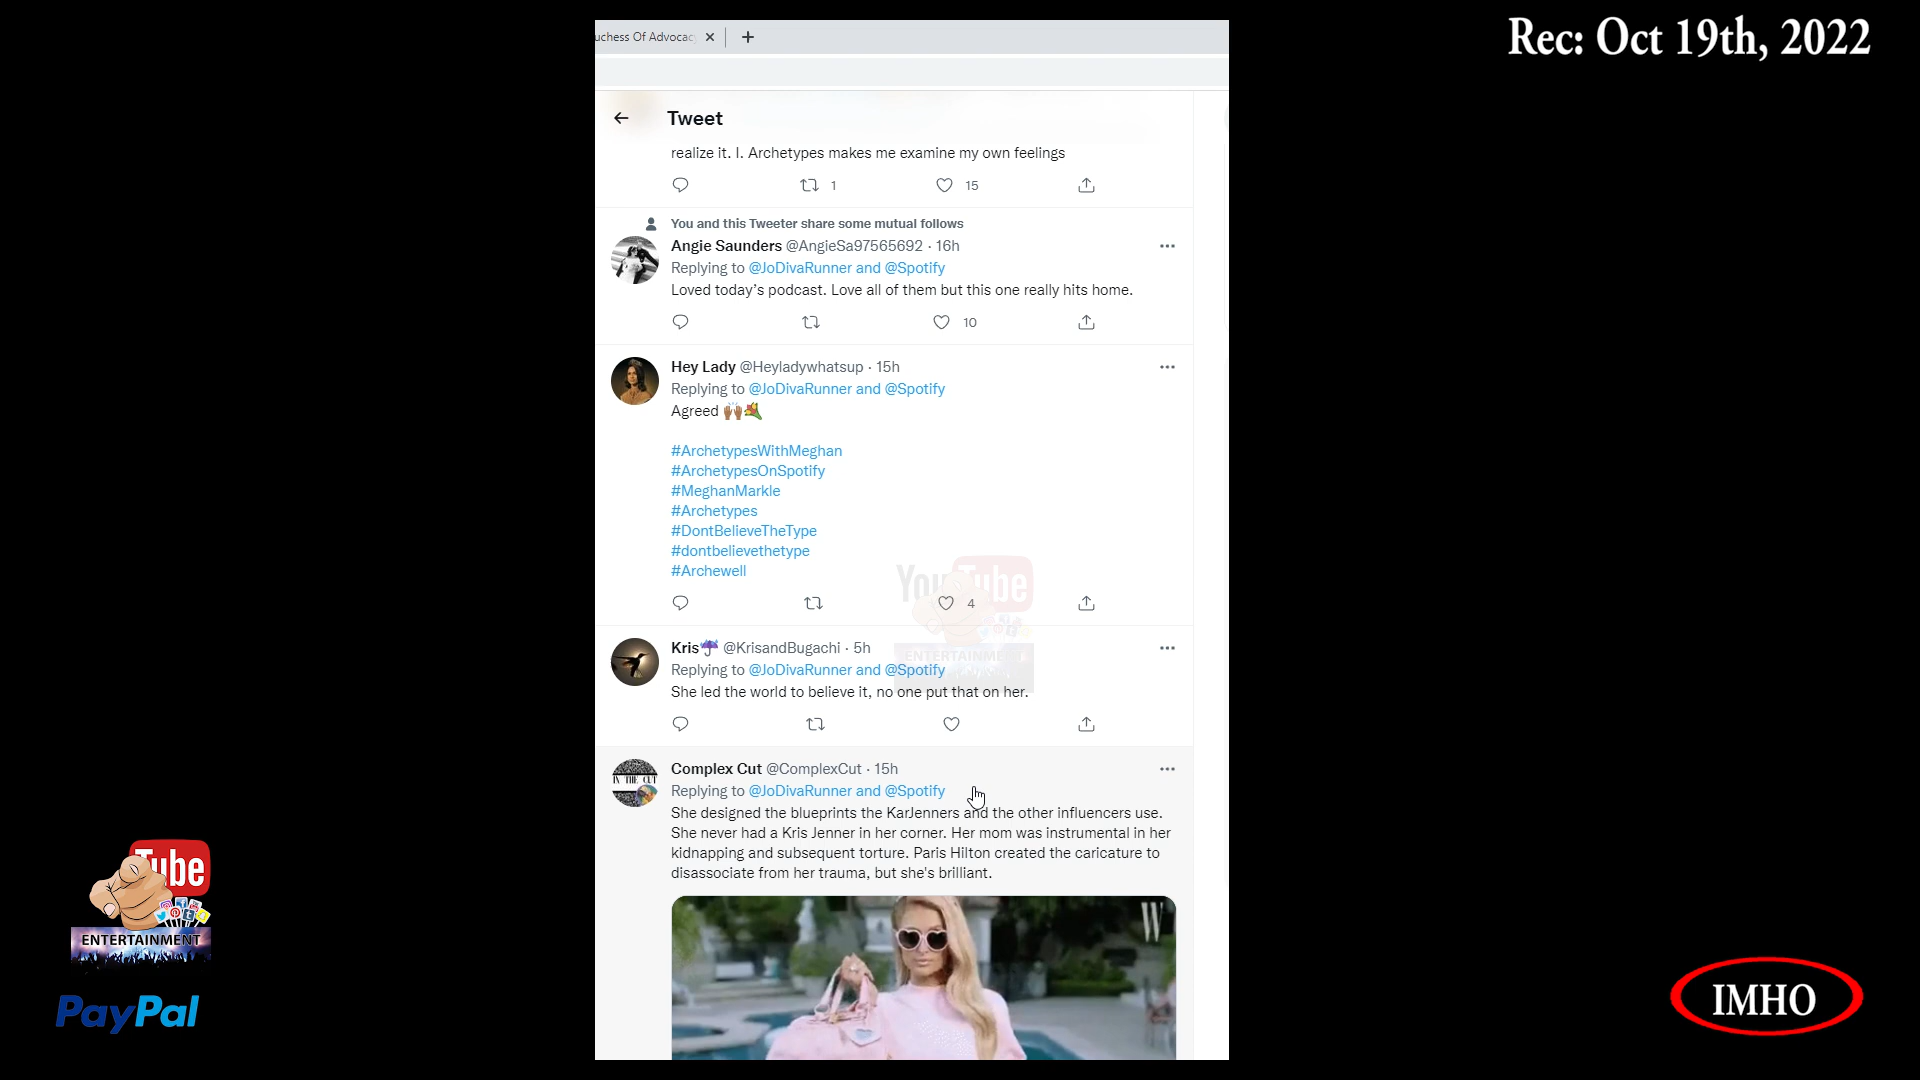 Rec: Oct 19th, 2022
uchess Of Advocac
Tweet
realize it. I. Archetypes makes me examine my own feelings
1 15
You and this Tweeter share some mutual follows
Angie Saunders @AngieSa97565692 · 16h
Replying to @JoDivaRunner and @Spotify
Loved today’s podcast. Love all of them but this one really hits home.
10
Hey Lady @Heyladywhatsup · 15h
Replying to @JoDivaRunner and @Spotify
Agreed 🙌🏽💐
#ArchetypesWithMeghan
#ArchetypesOnSpotify
#MeghanMarkle
#Archetypes
#DontBelieveTheType
#dontbelievethetype
#Archewell
YouTube
4
ENTERTAINMENT
Kris☔ @KrisandBugachi · 5h
Replying to @JoDivaRunner and @Spotify
She led the world to believe it, no one put that on her.
IN THE CUT
Complex Cut @ComplexCut · 15h
Replying to @JoDivaRunner and @Spotify
She designed the blueprints the KarJenners and the other influencers use.
She never had a Kris Jenner in her corner. Her mom was instrumental in her
kidnapping and subsequent torture. Paris Hilton created the caricature to
disassociate from her trauma, but she's brilliant.
W
Tube
ENTERTAINMENT
PayPal
IMHO